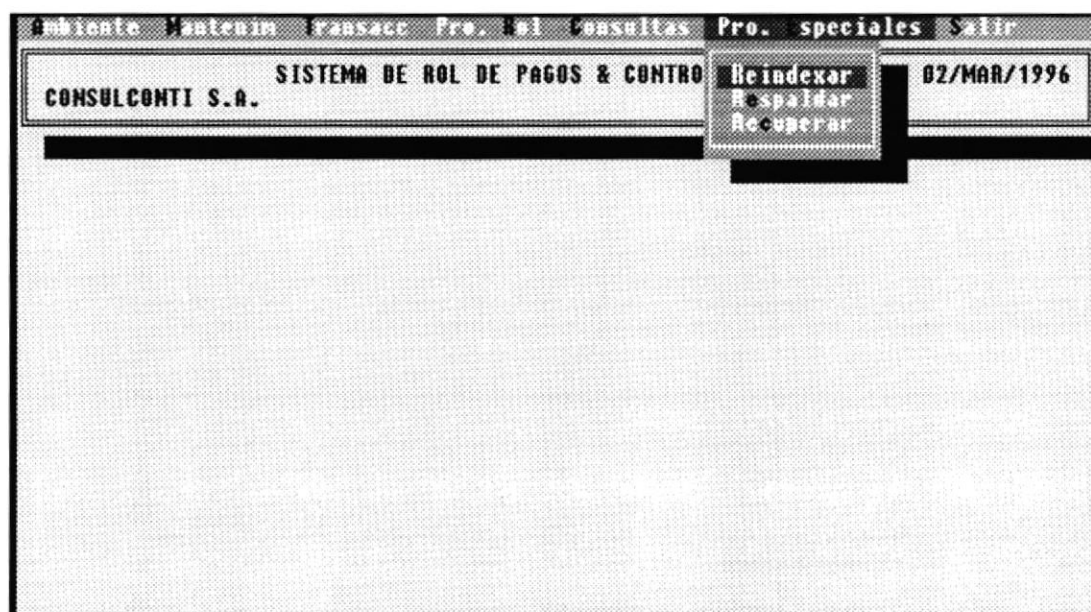 Ambiente Mantenim Transacc Pro. Rol Consultas Pro. Especiales Salir
SISTEMA DE ROL DE PAGOS & CONTRO 02/MAR/1996
CONSULCONTI S.A.
Reindexar
Respaldar
Recuperar